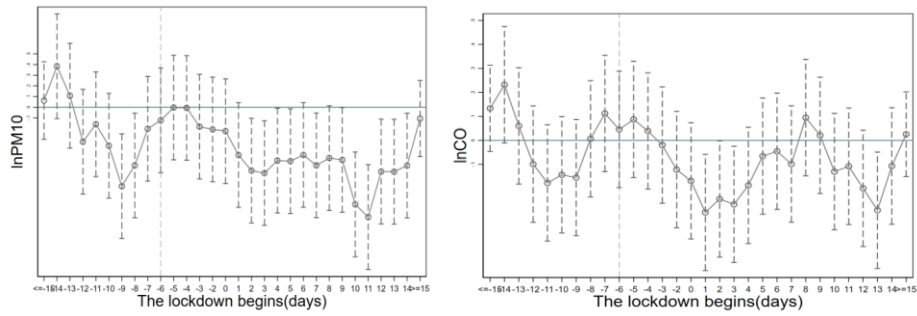 lnPM10
<=-15 -14 -13 -12 -11 -10 -9 -8 -7 -6 -5 -4 -3 -2 -1 0 1 2 3 4 5 6 7 8 9 10 11 12 13 14 >=15
The lockdown begins(days)
lnCO
<=-15 -14 -13 -12 -11 -10 -9 -8 -7 -6 -5 -4 -3 -2 -1 0 1 2 3 4 5 6 7 8 9 10 11 12 13 14 >=15
The lockdown begins(days)